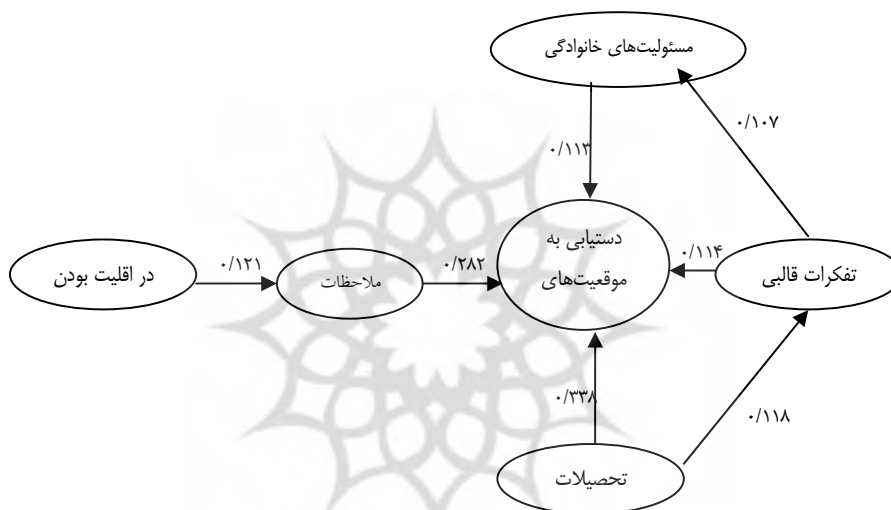 مسئولیت‌های خانوادگی
۰/۱۰۷
۰/۱۱۳
دستیابی به
موقعیت‌های
۰/۱۱۴
تفکرات قالبی
۰/۲۸۲
ملاحظات
۰/۱۲۱
در اقلیت بودن
۰/۳۳۸
۰/۱۱۸
تحصیلات